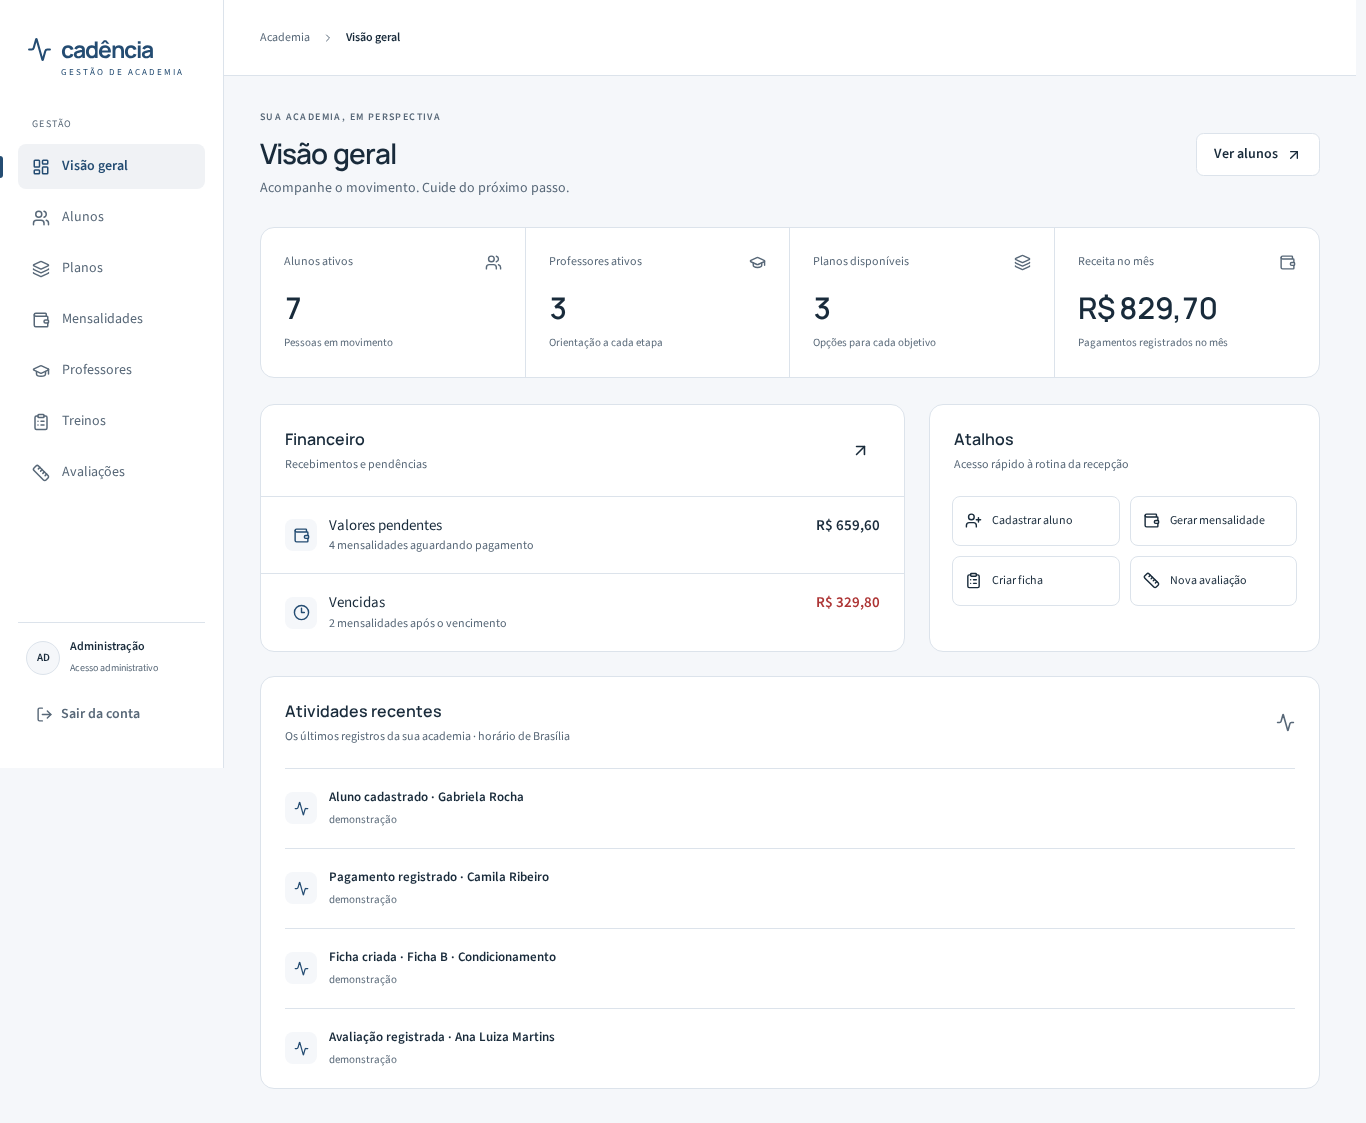 cadência
GESTÃO DE ACADEMIA
GESTÃO
Visão geral
Alunos
Planos
Mensalidades
Professores
Treinos
Avaliações
AD
Administração
Acesso administrativo
Sair da conta
Academia
Visão geral
SUA ACADEMIA, EM PERSPECTIVA
Visão geral
Acompanhe o movimento. Cuide do próximo passo.
Ver alunos
Alunos ativos
7
Pessoas em movimento
Professores ativos
3
Orientação a cada etapa
Planos disponíveis
3
Opções para cada objetivo
Receita no mês
R$ 829,70
Pagamentos registrados no mês
Financeiro
Recebimentos e pendências
Valores pendentes
R$ 659,60
4 mensalidades aguardando pagamento
Vencidas
R$ 329,80
2 mensalidades após o vencimento
Atalhos
Acesso rápido à rotina da recepção
Cadastrar aluno
Gerar mensalidade
Criar ficha
Nova avaliação
Atividades recentes
Os últimos registros da sua academia · horário de Brasília
Aluno cadastrado · Gabriela Rocha
demonstração
Pagamento registrado · Camila Ribeiro
demonstração
Ficha criada · Ficha B · Condicionamento
demonstração
Avaliação registrada · Ana Luiza Martins
demonstração